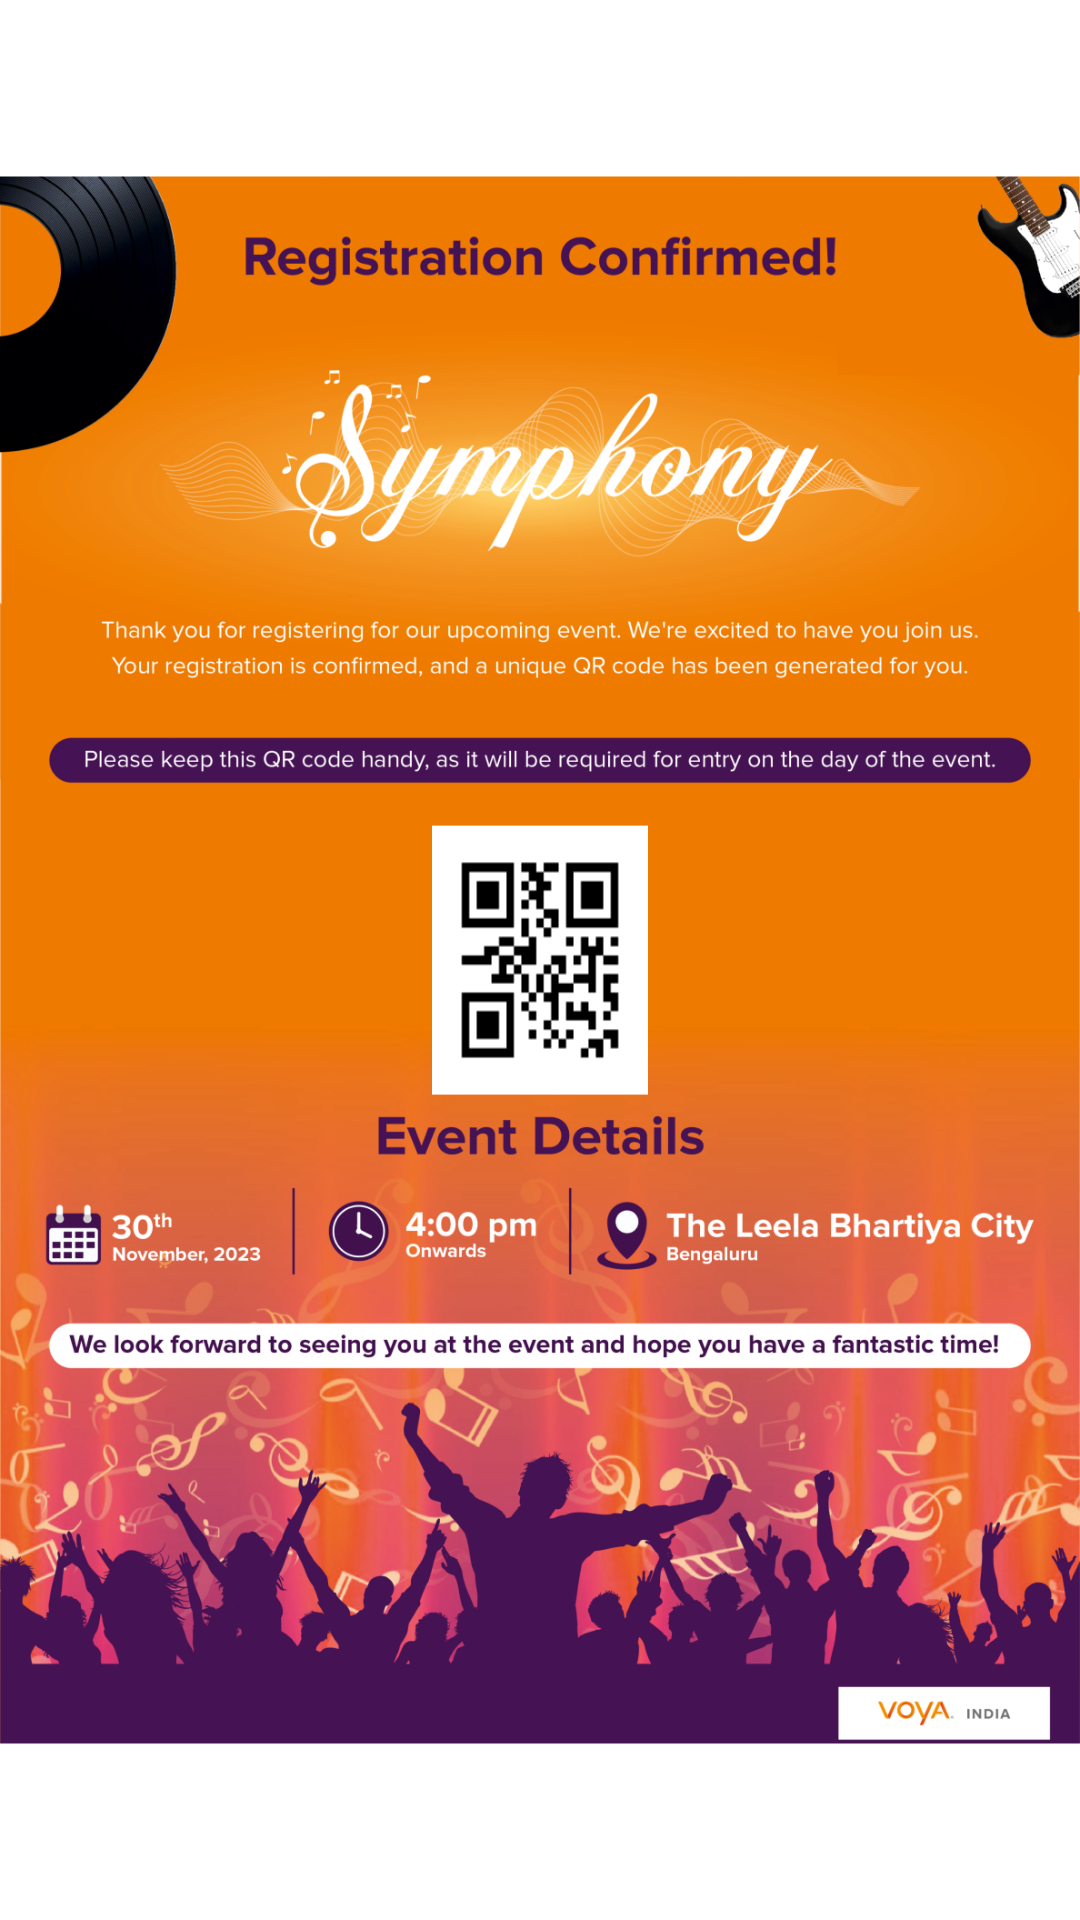 Registration Confirmed!
Symphony
Thank you for registering for our upcoming event. We're excited to have you join us.
Your registration is confirmed, and a unique QR code has been generated for you.
Please keep this QR code handy, as it will be required for entry on the day of the event.
Event Details
30th
November, 2023
4:00 pm
Onwards
The Leela Bhartiya City
Bengaluru
We look forward to seeing you at the event and hope you have a fantastic time!
VOYA INDIA